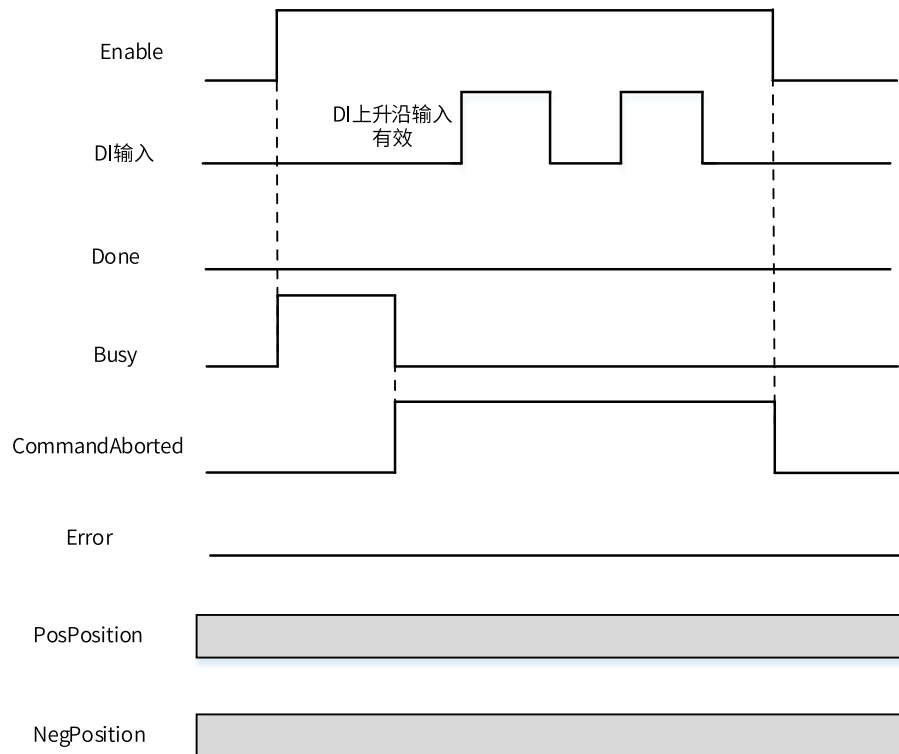 Enable
DI上升沿输入
有效
DI输入
Done
Busy
CommandAborted
Error
PosPosition
NegPosition